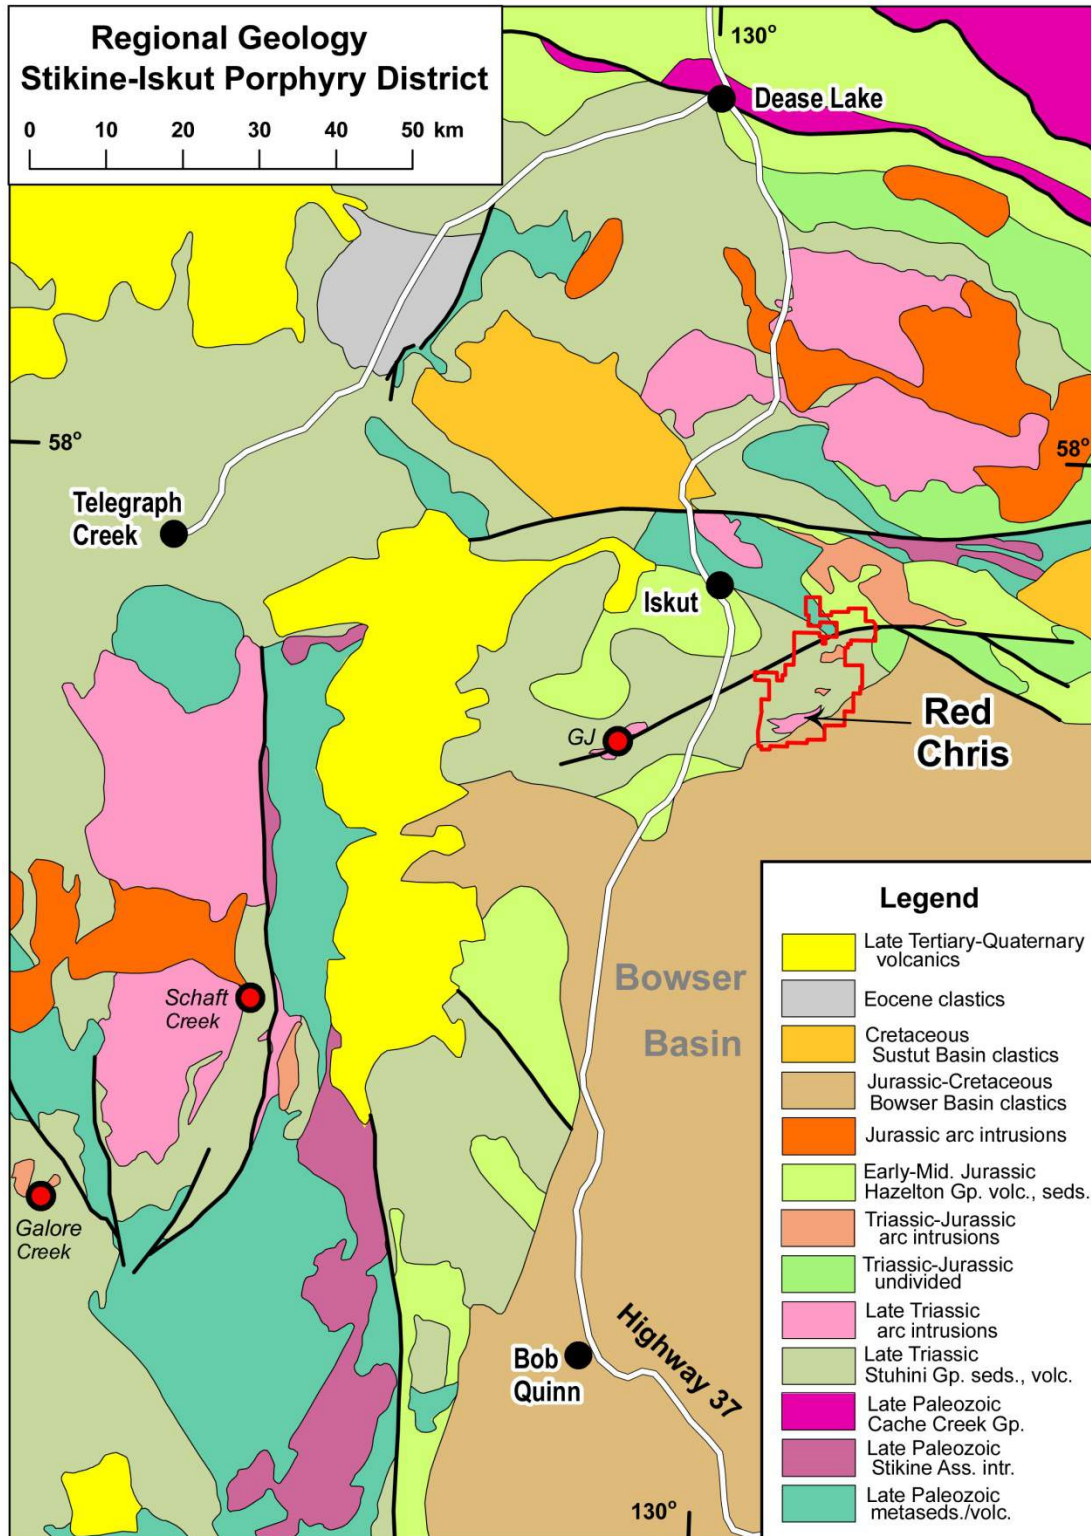 Regional Geology
Stikine-Iskut Porphyry District
0 10 20 30 40 50 km
130°
Dease Lake
58°
58°
Telegraph
Creek
Iskut
GJ
Red
Chris
Schaft
Creek
Bowser
Basin
Galore
Creek
Bob
Quinn
Highway 37
130°
Legend
Late Tertiary-Quaternary
volcanics
Eocene clastics
Cretaceous
Sustut Basin clastics
Jurassic-Cretaceous
Bowser Basin clastics
Jurassic arc intrusions
Early-Mid. Jurassic
Hazelton Gp. volc., seds.
Triassic-Jurassic
arc intrusions
Triassic-Jurassic
undivided
Late Triassic
arc intrusions
Late Triassic
Stuhini Gp. seds., volc.
Late Paleozoic
Cache Creek Gp.
Late Paleozoic
Stikine Ass. intr.
Late Paleozoic
metaseds./volc.